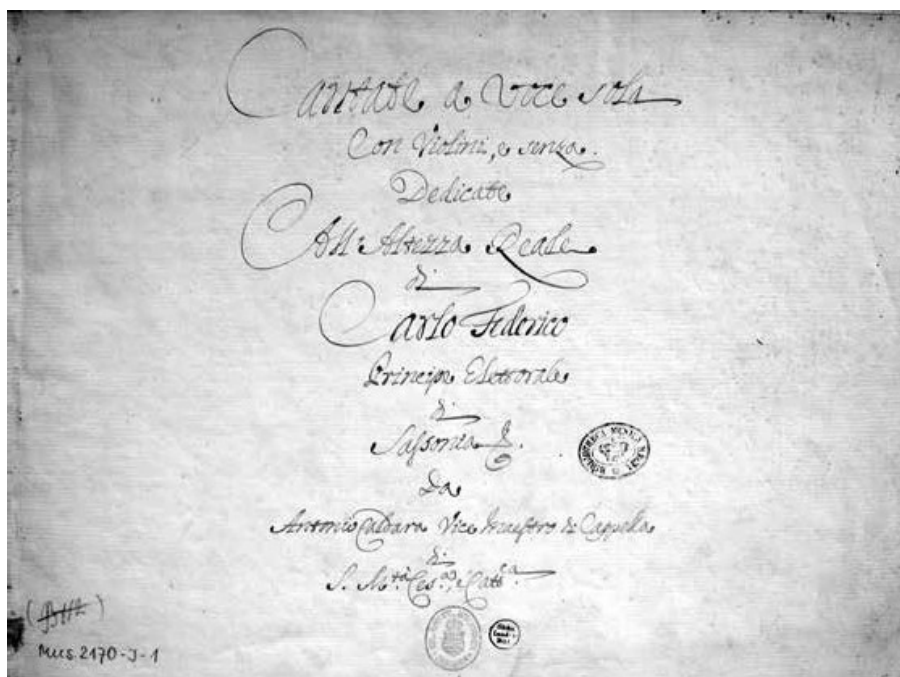 Cantate a Voce sola
Con Violini, e senza.
Dedicate
All: Altezza Reale
di
Carlo Federico
Principe Elettorale
di
Sassonia
Da
Antonio Caldara Vice Maestro di Cappella
di
S. M.tà Ces.a, e Catt.ca
Mus. 2170-J-1